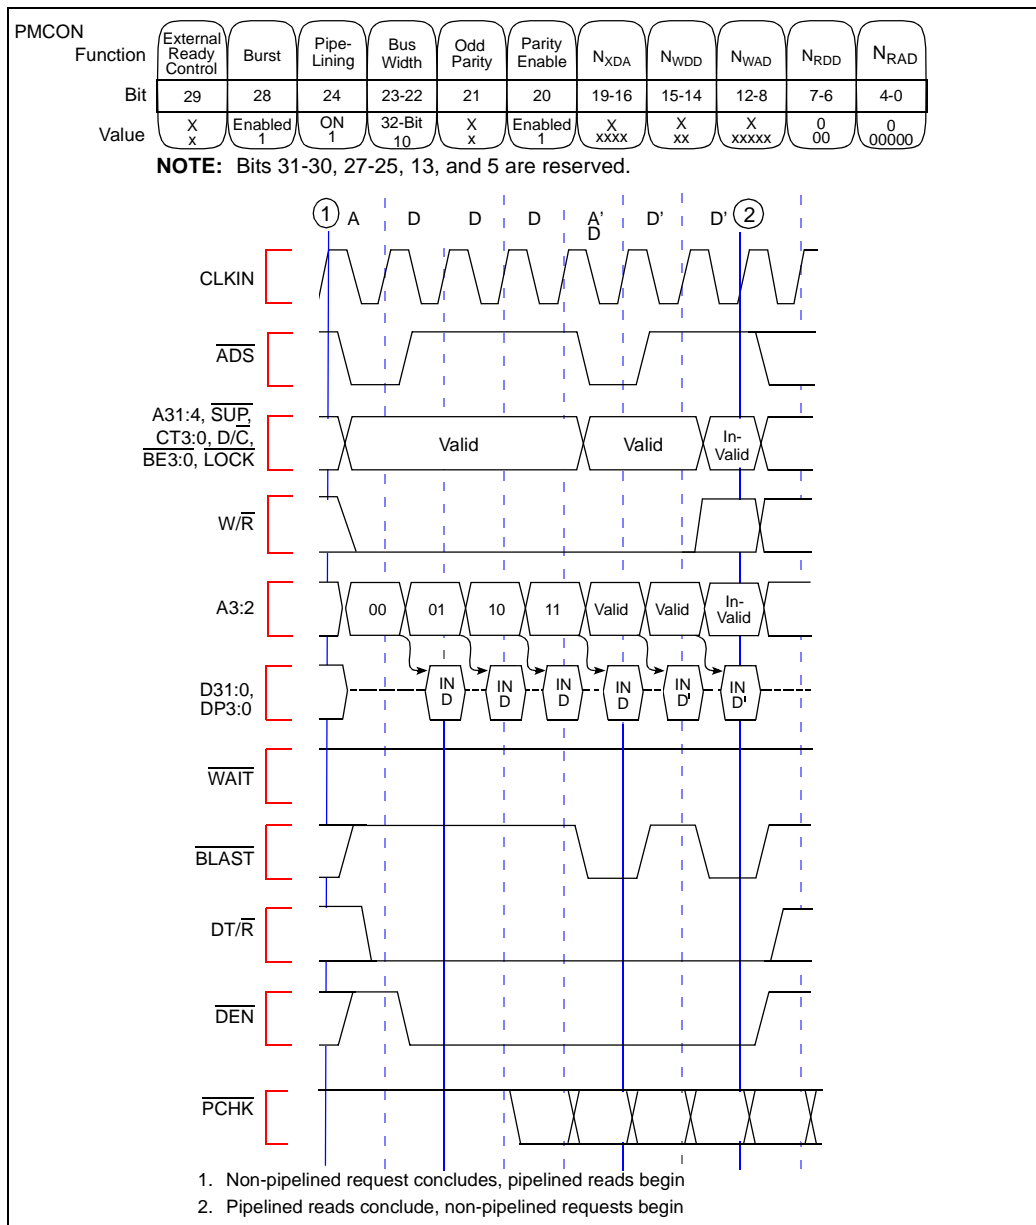 PMCON
Function
External Ready Control
Burst
Pipe-Lining
Bus Width
Odd Parity
Parity Enable
NXDA
NWDD
NWAD
NRDD
NRAD
Bit
29
28
24
23-22
21
20
19-16
15-14
12-8
7-6
4-0
Value
X x
Enabled 1
ON 1
32-Bit 10
X x
Enabled 1
X xxxx
X xx
X xxxxx
0 00
0 00000
NOTE: Bits 31-30, 27-25, 13, and 5 are reserved.
1 A D D D A' D D' D' 2
CLKIN
ADS
A31:4, SUP,
CT3:0, D/C,
BE3:0, LOCK
Valid Valid In-Valid
W/R
A3:2
00 01 10 11 Valid Valid In-Valid
D31:0,
DP3:0
IN D IN D IN D IN D IN D' IN D'
WAIT
BLAST
DT/R
DEN
PCHK
1. Non-pipelined request concludes, pipelined reads begin
2. Pipelined reads conclude, non-pipelined requests begin